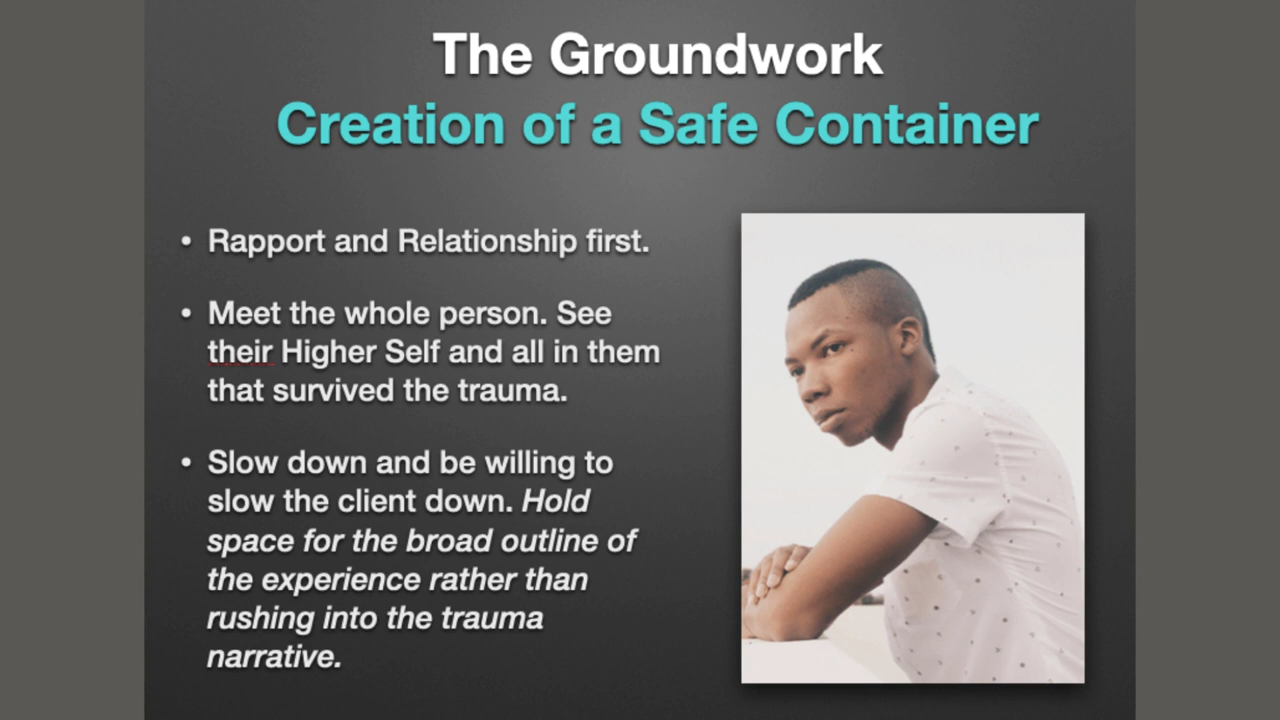 The Groundwork
Creation of a Safe Container
• Rapport and Relationship first.
• Meet the whole person. See
their Higher Self and all in them
that survived the trauma.
• Slow down and be willing to
slow the client down. Hold
space for the broad outline of
the experience rather than
rushing into the trauma
narrative.